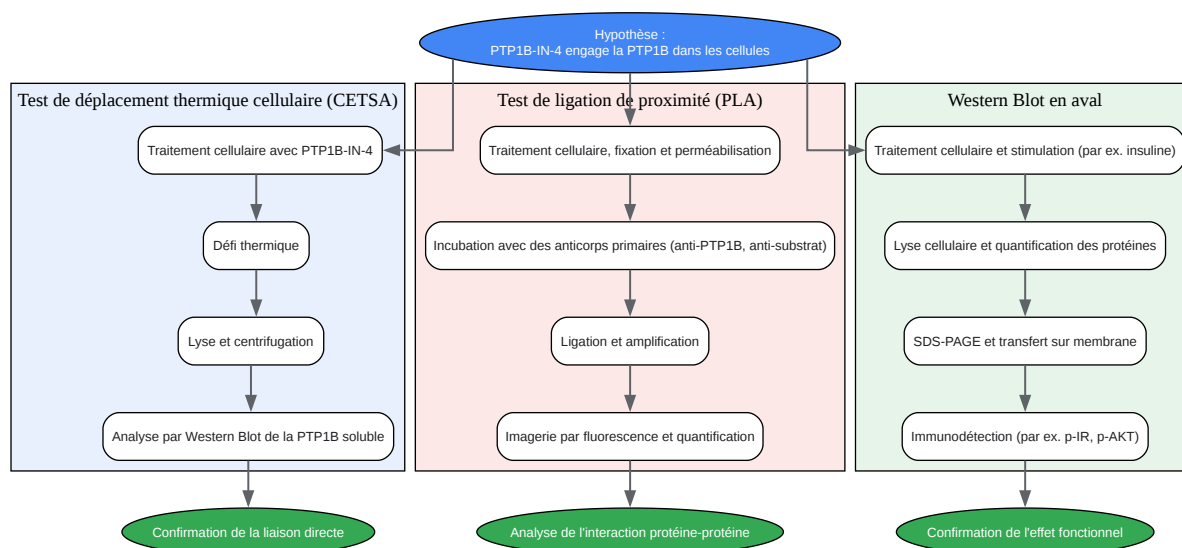 Hypothèse :
PTP1B-IN-4 engage la PTP1B dans les cellules
Test de déplacement thermique cellulaire (CETSA)
Traitement cellulaire avec PTP1B-IN-4
Défi thermique
Lyse et centrifugation
Analyse par Western Blot de la PTP1B soluble
Confirmation de la liaison directe
Test de ligation de proximité (PLA)
Traitement cellulaire, fixation et perméabilisation
Incubation avec des anticorps primaires (anti-PTP1B, anti-substrat)
Ligation et amplification
Imagerie par fluorescence et quantification
Analyse de l'interaction protéine-protéine
Western Blot en aval
Traitement cellulaire et stimulation (par ex. insuline)
Lyse cellulaire et quantification des protéines
SDS-PAGE et transfert sur membrane
Immunodétection (par ex. p-IR, p-AKT)
Confirmation de l'effet fonctionnel